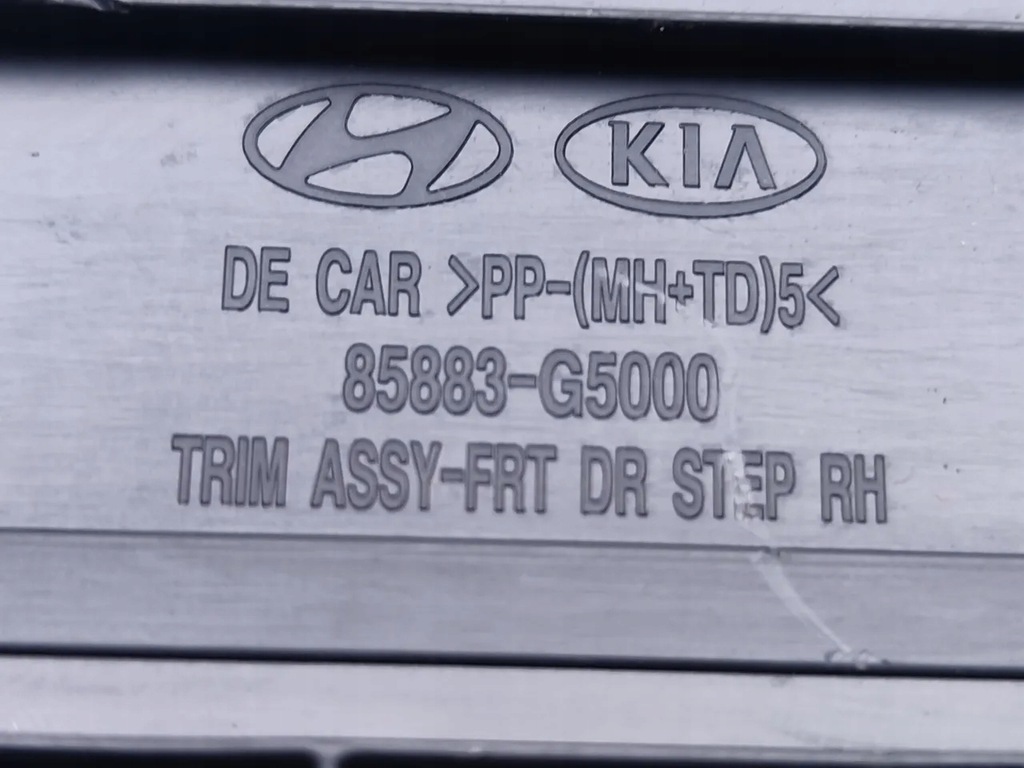 KIA
DE CAR >PP-(MH+TD)5<
85883-G5000
TRIM ASSY-FRT DR STEP RH